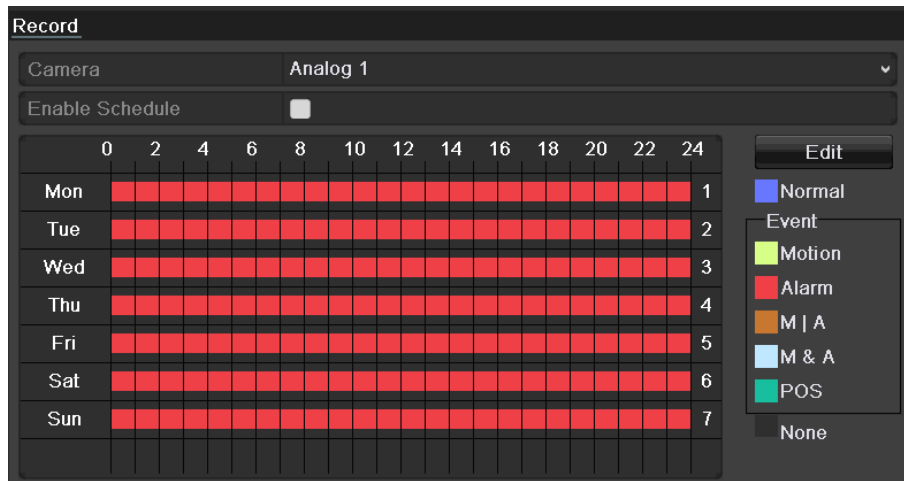 Record
Camera Analog 1
Enable Schedule
0 2 4 6 8 10 12 14 16 18 20 22 24
Edit
Mon 1
Normal
Event
Tue 2
Motion
Wed 3
Alarm
Thu 4
M | A
Fri 5
M & A
Sat 6
POS
Sun 7
None